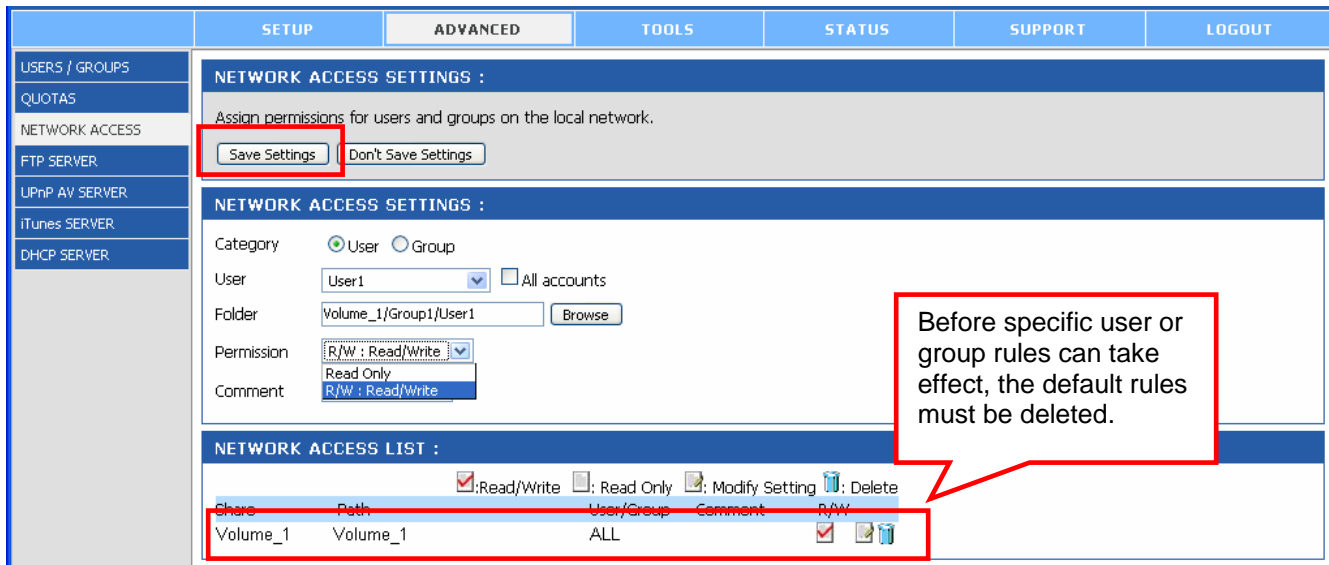 SETUP ADVANCED TOOLS STATUS SUPPORT LOGOUT
USERS / GROUPS
QUOTAS
NETWORK ACCESS
FTP SERVER
UPnP AV SERVER
iTunes SERVER
DHCP SERVER
NETWORK ACCESS SETTINGS :
Assign permissions for users and groups on the local network.
Save Settings Don't Save Settings
NETWORK ACCESS SETTINGS :
Category User Group
User User1 All accounts
Folder Volume_1/Group1/User1 Browse
Permission R/W : Read/Write
Read Only
Comment R/W : Read/Write
Before specific user or
group rules can take
effect, the default rules
must be deleted.
NETWORK ACCESS LIST :
:Read/Write : Read Only : Modify Setting : Delete
Share Path User/Group Comment R/W
Volume_1 Volume_1 ALL